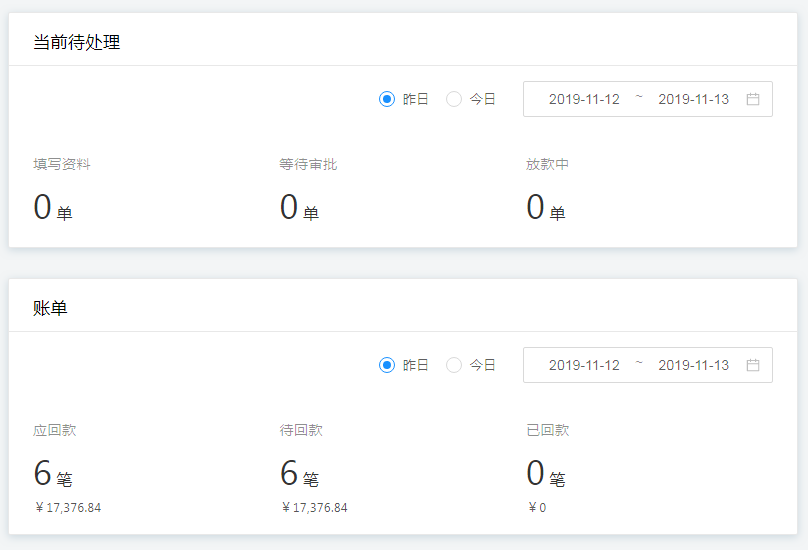 当前待处理
昨日 今日 2019-11-12 ~ 2019-11-13
填写资料 等待审批 放款中
0 单 0 单 0 单
账单
昨日 今日 2019-11-12 ~ 2019-11-13
应回款 待回款 已回款
6 笔 6 笔 0 笔
￥17,376.84 ￥17,376.84 ￥0